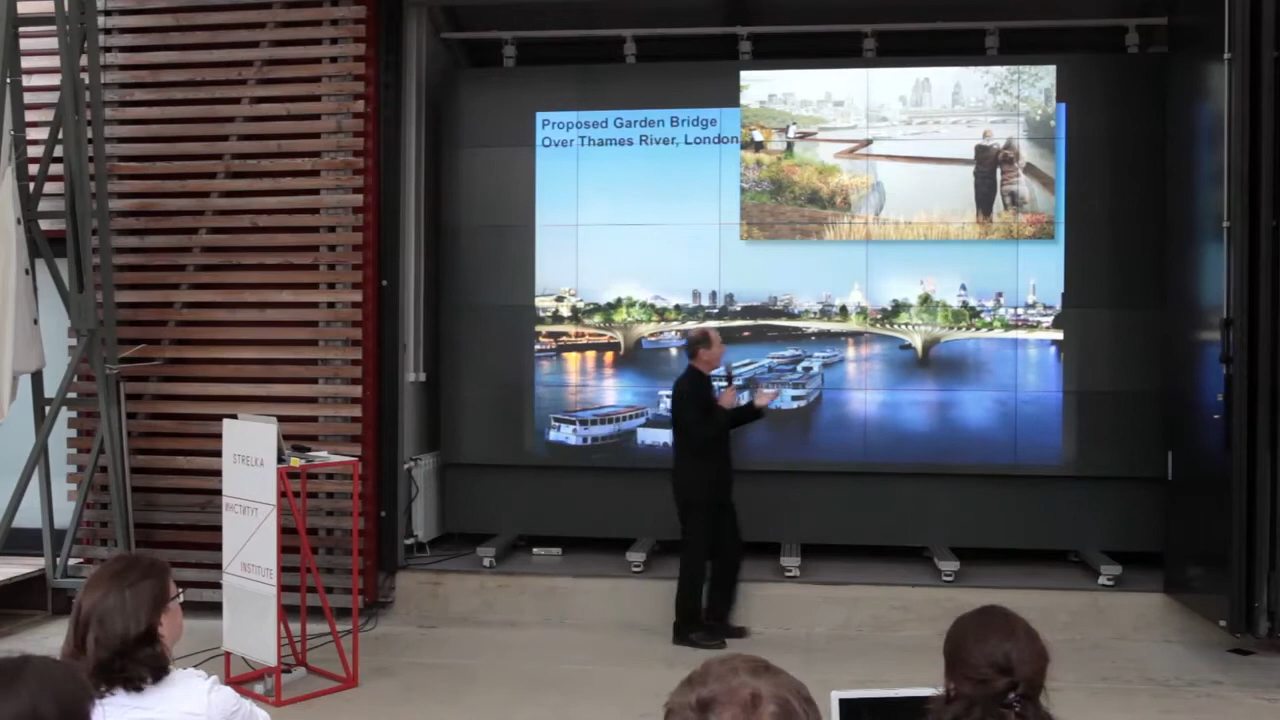 Proposed Garden Bridge
Over Thames River, London
STRELKA
ИНСТИТУТ
INSTITUTE